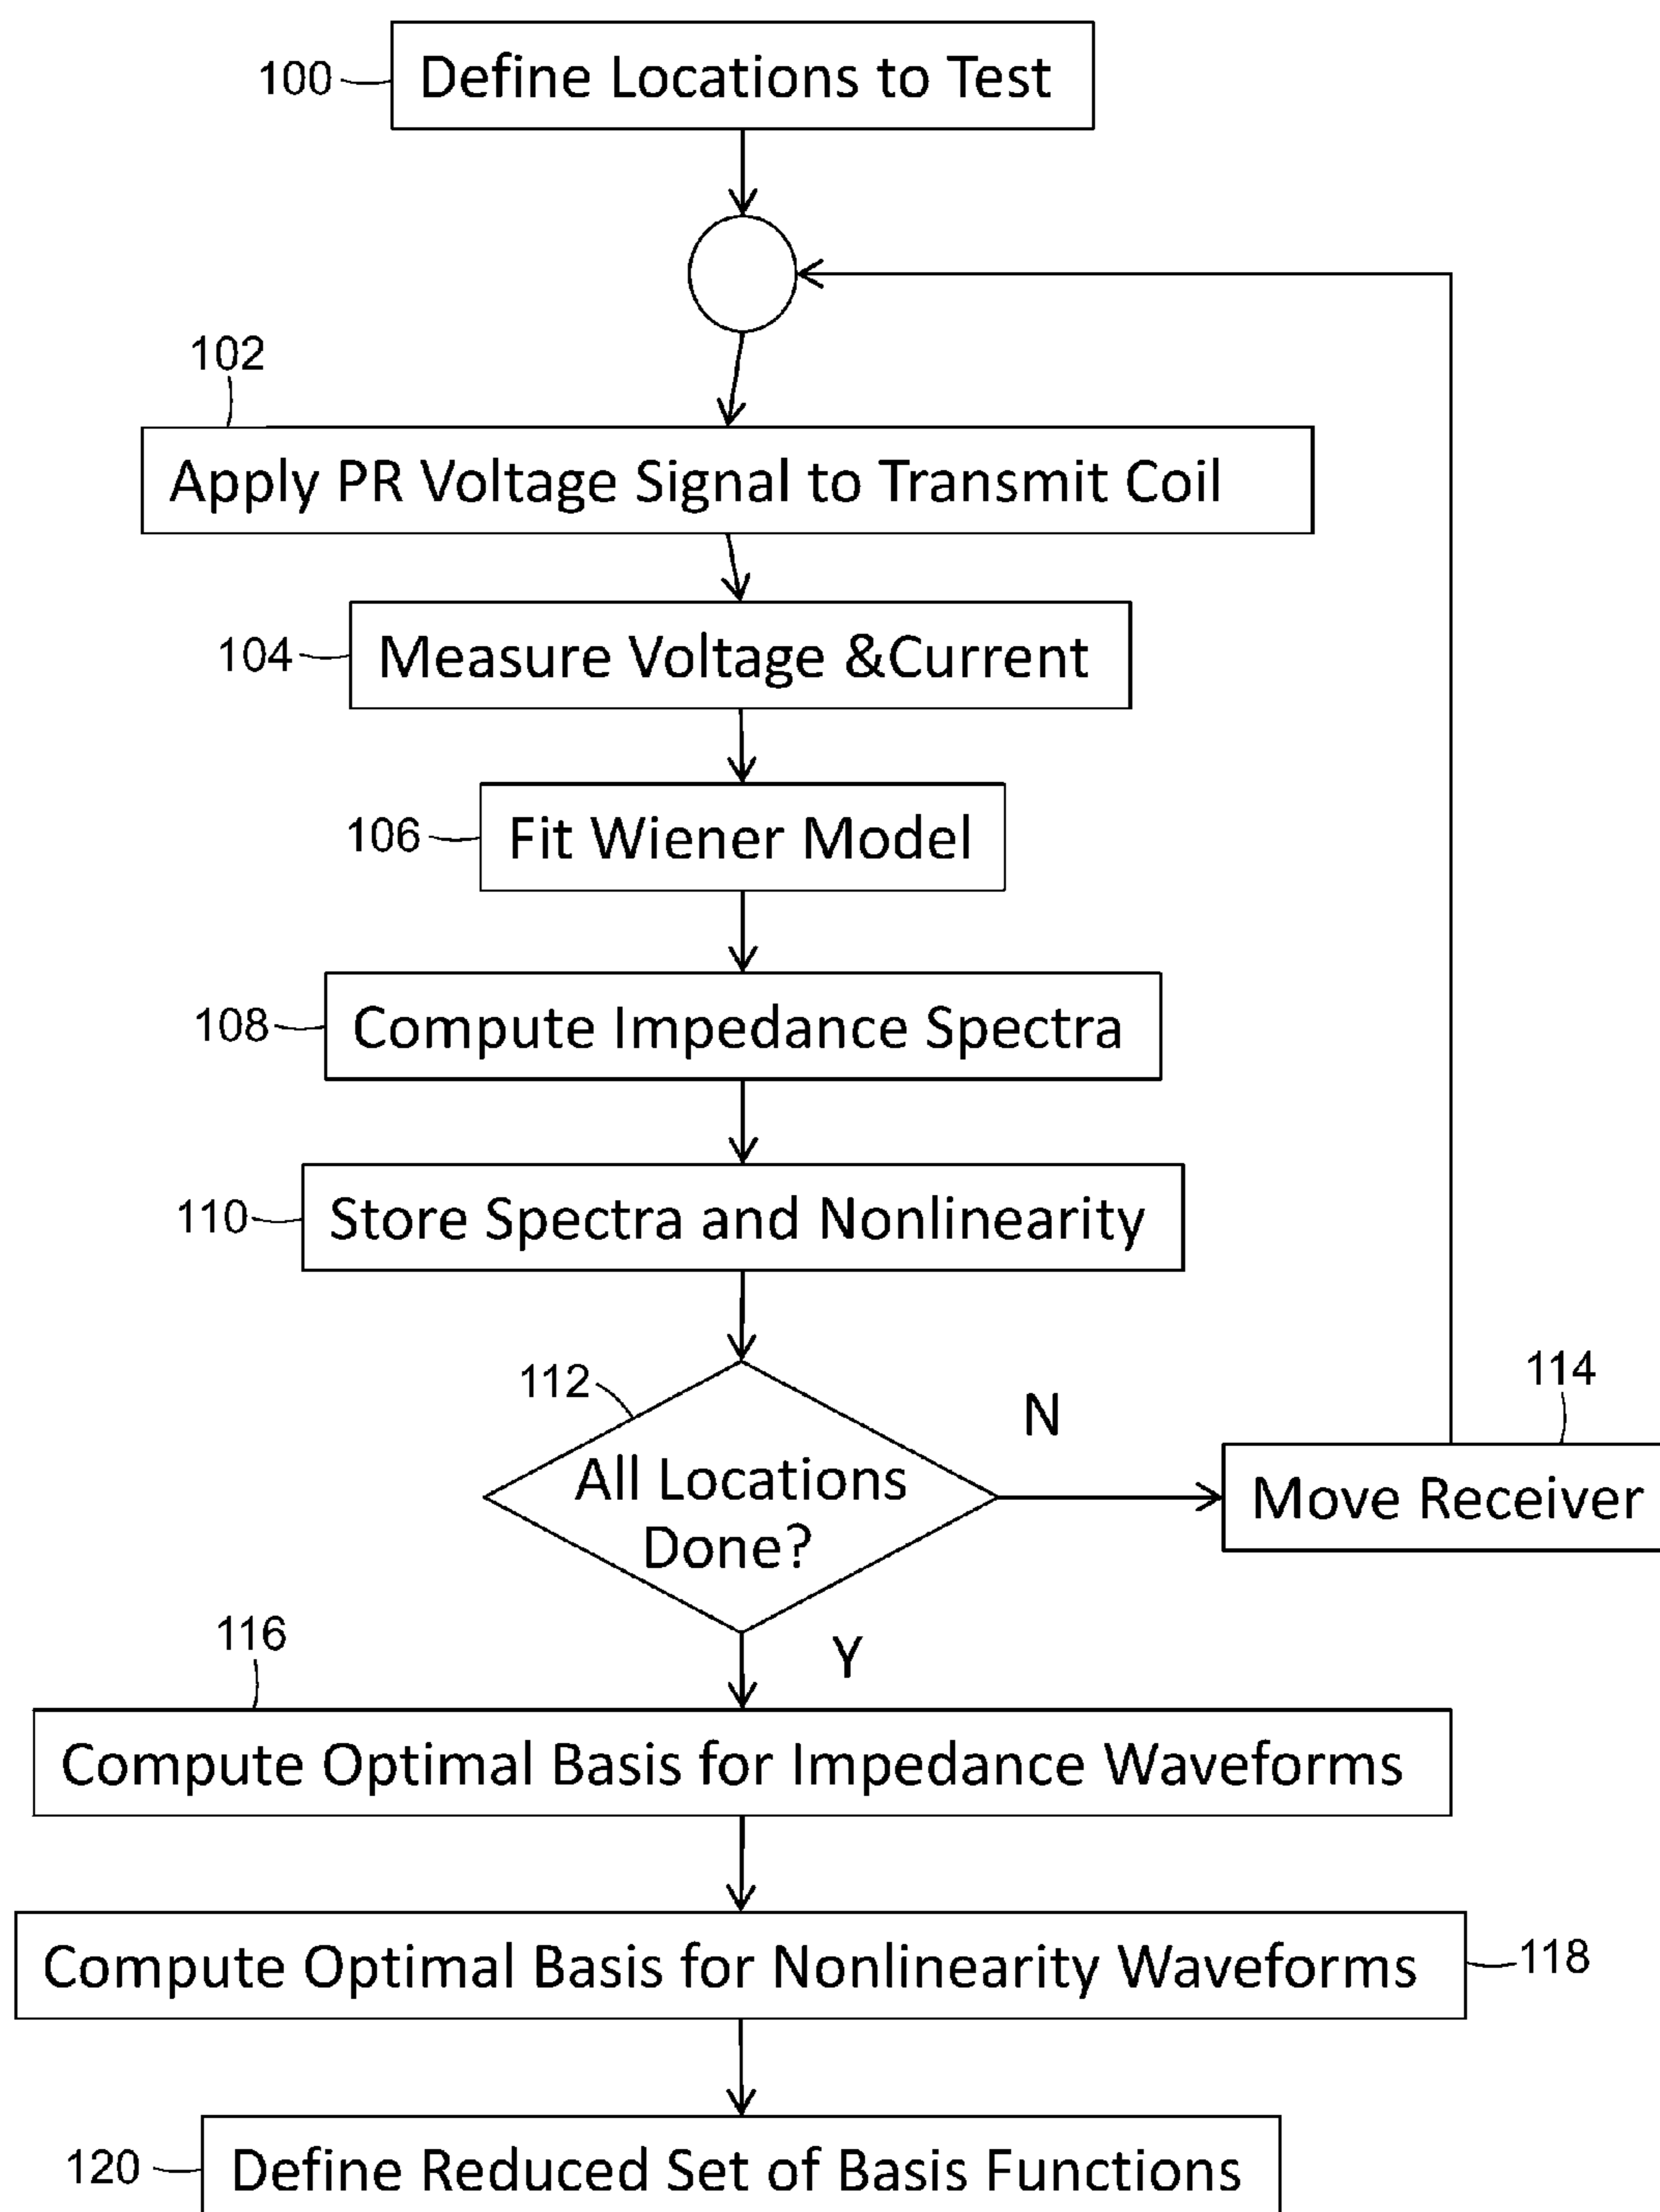 100
Define Locations to Test
102
Apply PR Voltage Signal to Transmit Coil
104
Measure Voltage &Current
106
Fit Wiener Model
108
Compute Impedance Spectra
110
Store Spectra and Nonlinearity
112
All Locations
Done?
N
114
Move Receiver
Y
116
Compute Optimal Basis for Impedance Waveforms
Compute Optimal Basis for Nonlinearity Waveforms
118
120
Define Reduced Set of Basis Functions